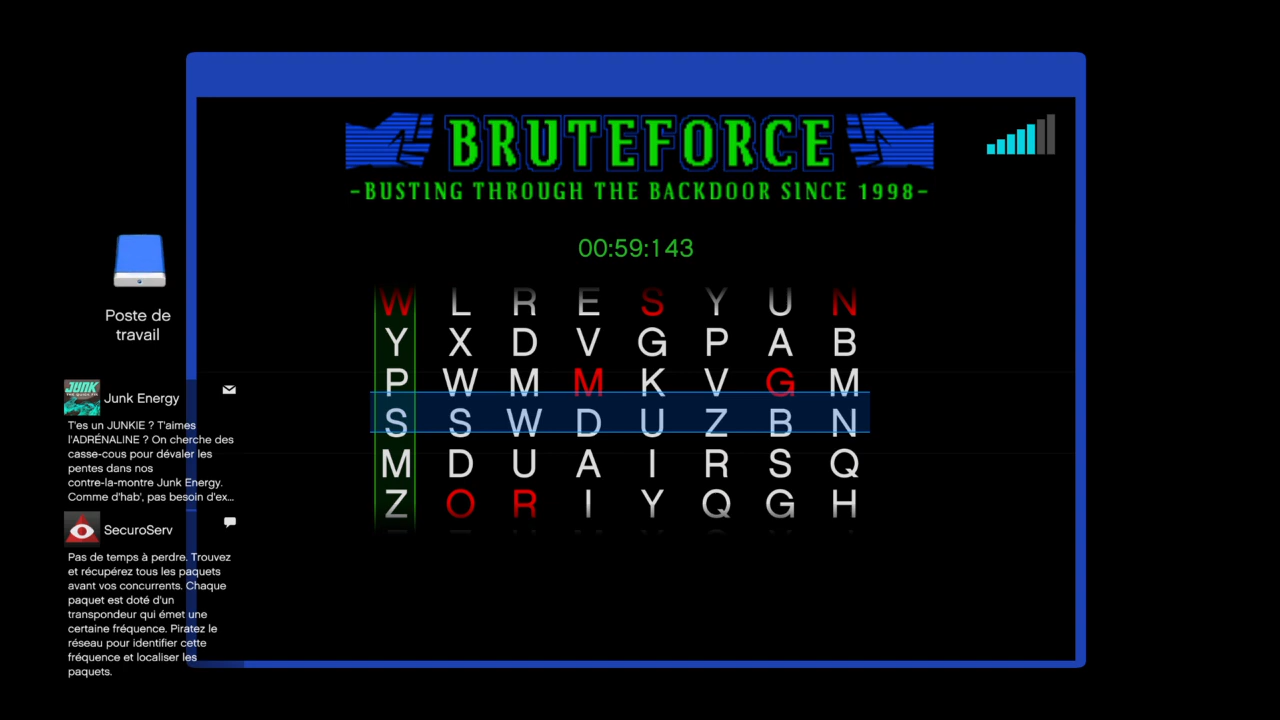 BRUTEFORCE
-BUSTING THROUGH THE BACKDOOR SINCE 1998-
00:59:143
W L R E S Y U N
Y X D V G P A B
P W M M K V G M
S S W D U Z B N
M D U A I R S Q
Z O R I Y Q G H
Poste de
travail
JUNK
Junk Energy
T'es un JUNKIE ? T'aimes
l'ADRÉNALINE ? On cherche des
casse-cous pour dévaler les
pentes dans nos
contre-la-montre Junk Energy.
Comme d'hab', pas besoin d'ex...
SecuroServ
Pas de temps à perdre. Trouvez
et récupérez tous les paquets
avant vos concurrents. Chaque
paquet est doté d'un
transpondeur qui émet une
certaine fréquence. Piratez le
réseau pour identifier cette
fréquence et localiser les
paquets.